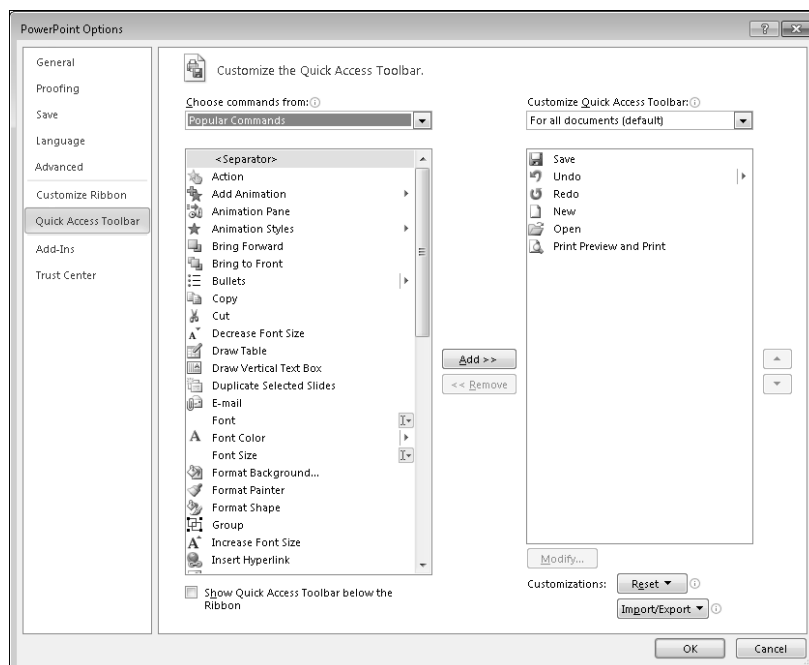 PowerPoint Options
General
Proofing
Save
Language
Advanced
Customize Ribbon
Quick Access Toolbar
Add-Ins
Trust Center
Customize the Quick Access Toolbar.
Choose commands from:
Popular Commands
<Separator>
Action
Add Animation
Animation Pane
Animation Styles
Bring Forward
Bring to Front
Bullets
Copy
Cut
Decrease Font Size
Draw Table
Draw Vertical Text Box
Duplicate Selected Slides
E-mail
Font
Font Color
Font Size
Format Background...
Format Painter
Format Shape
Group
Increase Font Size
Insert Hyperlink
Show Quick Access Toolbar below the
Ribbon
Add >>
<< Remove
Customize Quick Access Toolbar:
For all documents (default)
Save
Undo
Redo
New
Open
Print Preview and Print
Modify...
Customizations: Reset
Import/Export
OK Cancel